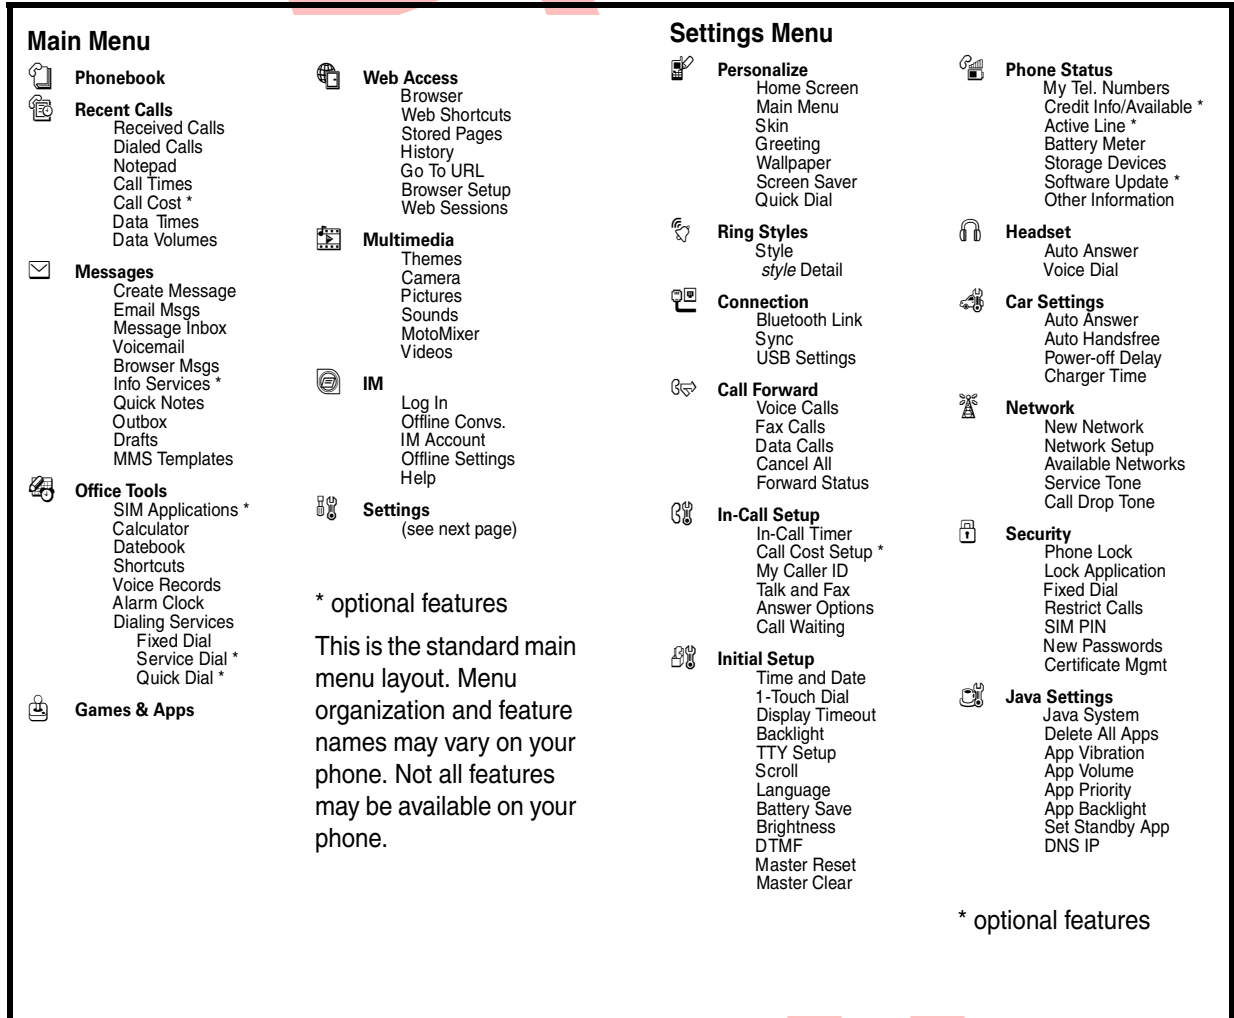 Main Menu
Phonebook
Recent Calls
Received Calls
Dialed Calls
Notepad
Call Times
Call Cost *
Data Times
Data Volumes
Messages
Create Message
Email Msgs
Message Inbox
Voicemail
Browser Msgs
Info Services *
Quick Notes
Outbox
Drafts
MMS Templates
Office Tools
SIM Applications *
Calculator
Datebook
Shortcuts
Voice Records
Alarm Clock
Dialing Services
Fixed Dial
Service Dial *
Quick Dial *
Games & Apps
Web Access
Browser
Web Shortcuts
Stored Pages
History
Go To URL
Browser Setup
Web Sessions
Multimedia
Themes
Camera
Pictures
Sounds
MotoMixer
Videos
IM
Log In
Offline Convs.
IM Account
Offline Settings
Help
Settings
(see next page)
* optional features
This is the standard main
menu layout. Menu
organization and feature
names may vary on your
phone. Not all features
may be available on your
phone.
Settings Menu
Personalize
Home Screen
Main Menu
Skin
Greeting
Wallpaper
Screen Saver
Quick Dial
Ring Styles
Style
style Detail
Connection
Bluetooth Link
Sync
USB Settings
Call Forward
Voice Calls
Fax Calls
Data Calls
Cancel All
Forward Status
In-Call Setup
In-Call Timer
Call Cost Setup *
My Caller ID
Talk and Fax
Answer Options
Call Waiting
Initial Setup
Time and Date
1-Touch Dial
Display Timeout
Backlight
TTY Setup
Scroll
Language
Battery Save
Brightness
DTMF
Master Reset
Master Clear
Phone Status
My Tel. Numbers
Credit Info/Available *
Active Line *
Battery Meter
Storage Devices
Software Update *
Other Information
Headset
Auto Answer
Voice Dial
Car Settings
Auto Answer
Auto Handsfree
Power-off Delay
Charger Time
Network
New Network
Network Setup
Available Networks
Service Tone
Call Drop Tone
Security
Phone Lock
Lock Application
Fixed Dial
Restrict Calls
SIM PIN
New Passwords
Certificate Mgmt
Java Settings
Java System
Delete All Apps
App Vibration
App Volume
App Priority
App Backlight
Set Standby App
DNS IP
* optional features